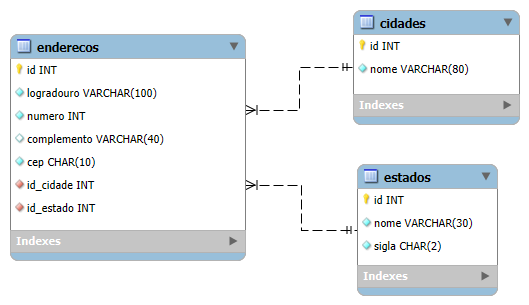 enderecos
id INT
logradouro VARCHAR(100)
numero INT
complemento VARCHAR(40)
cep CHAR(10)
id_cidade INT
id_estado INT
Indexes
cidades
id INT
nome VARCHAR(80)
Indexes
estados
id INT
nome VARCHAR(30)
sigla CHAR(2)
Indexes